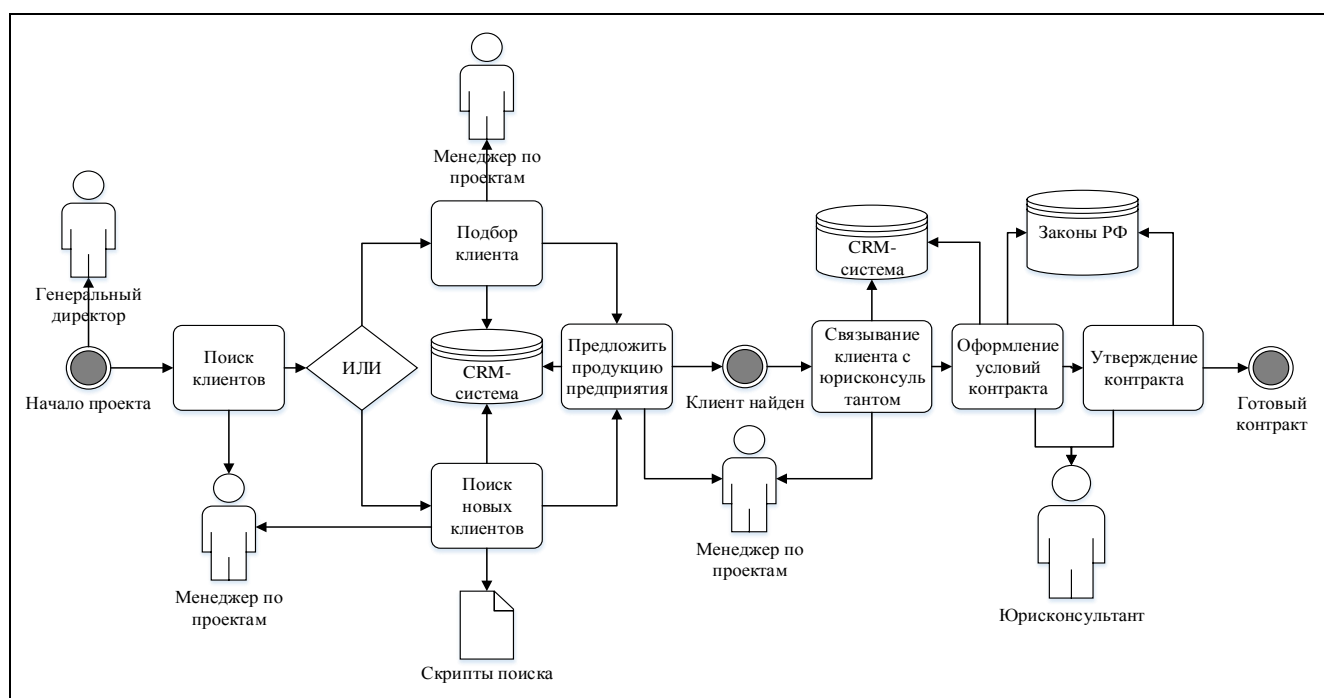 Менеджер по
проектам
Генеральный
директор
Начало проекта
Поиск
клиентов
ИЛИ
Подбор
клиента
CRM-
система
Поиск
новых
клиентов
Менеджер по
проектам
Скрипты поиска
Предложить
продукцию
предприятия
Клиент найден
Менеджер по
проектам
CRM-
система
Связывание
клиента с
юрисконсуль
тантом
Законы РФ
Оформление
условий
контракта
Утверждение
контракта
Юрисконсультант
Готовый
контракт